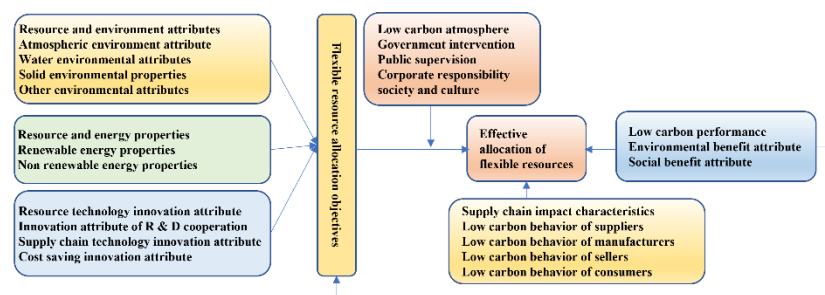 Resource and environment attributes
Atmospheric environment attribute
Water environmental attributes
Solid environmental properties
Other environmental attributes
Resource and energy properties
Renewable energy properties
Non renewable energy properties
Resource technology innovation attribute
Innovation attribute of R & D cooperation
Supply chain technology innovation attribute
Cost saving innovation attribute
Flexible resource allocation objectives
Low carbon atmosphere
Government intervention
Public supervision
Corporate responsibility
society and culture
Effective
allocation of
flexible resources
Low carbon performance
Environmental benefit attribute
Social benefit attribute
Supply chain impact characteristics
Low carbon behavior of suppliers
Low carbon behavior of manufacturers
Low carbon behavior of sellers
Low carbon behavior of consumers